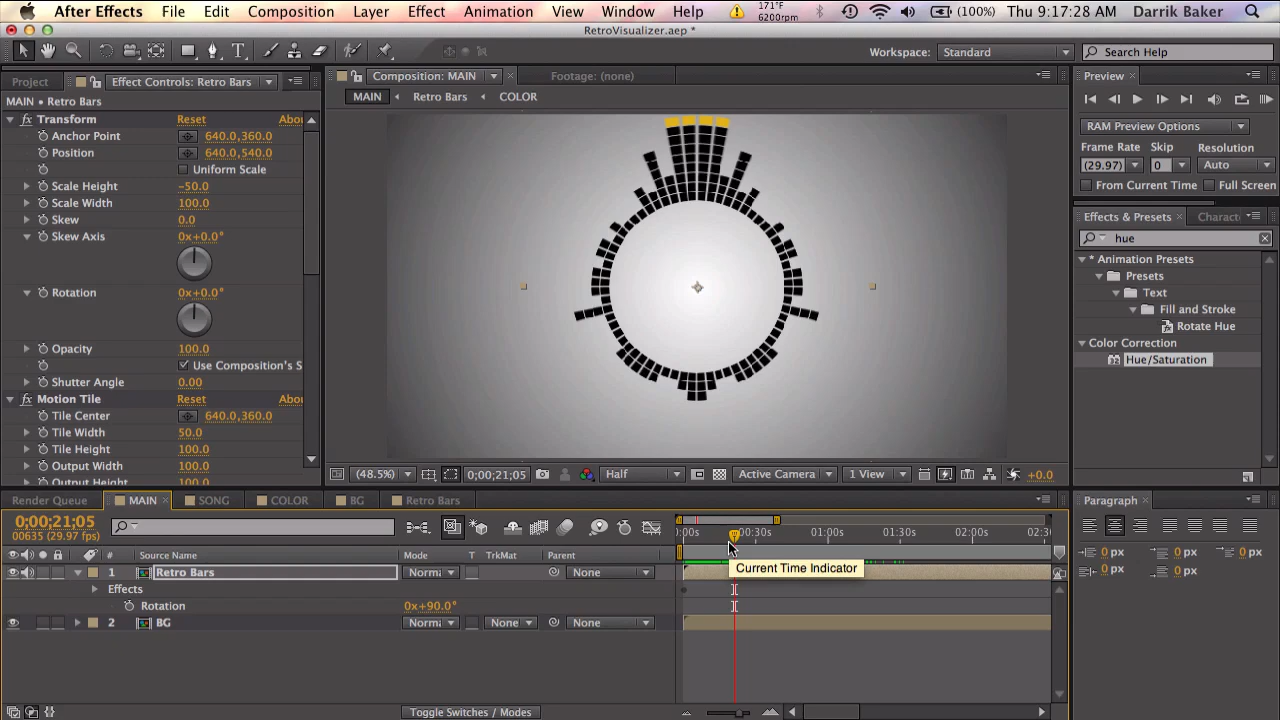 After Effects File Edit Composition Layer Effect Animation View Window Help 171°F 6200rpm (100%) Thu 9:17:28 AM Darrik Baker
RetroVisualizer.aep *
Workspace: Standard Search Help
Project Effect Controls: Retro Bars Composition: MAIN Footage: (none) Preview
MAIN • Retro Bars MAIN Retro Bars COLOR
Transform Reset Abou
Anchor Point 640.0,360.0
Position 640.0,540.0
Uniform Scale
Scale Height -50.0
Scale Width 100.0
Skew 0.0
Skew Axis 0x+0.0°
Rotation 0x+0.0°
Opacity 100.0
Use Composition's S
Shutter Angle 0.00
Motion Tile Reset Abou
Tile Center 640.0,360.0
Tile Width 50.0
Tile Height 100.0
Output Width 100.0
Output Height 100.0
RAM Preview Options
Frame Rate Skip Resolution
(29.97) 0 Auto
From Current Time Full Screen
Effects & Presets Charact
hue
* Animation Presets
Presets
Text
Fill and Stroke
Rotate Hue
Color Correction
Hue/Saturation
(48.5%) 0;00;21;05 Half Active Camera 1 View +0.0
Render Queue MAIN SONG COLOR BG Retro Bars
0;00;21;05
00635 (29.97 fps)
:00s 00:30s 01:00s 01:30s 02:00s 02:30
# Source Name Mode T TrkMat Parent
1 Retro Bars Norma None
Current Time Indicator
Effects
Rotation 0x+90.0°
2 BG Norma None None
Toggle Switches / Modes
Paragraph
0 px 0 px 0 px
0 px 0 px